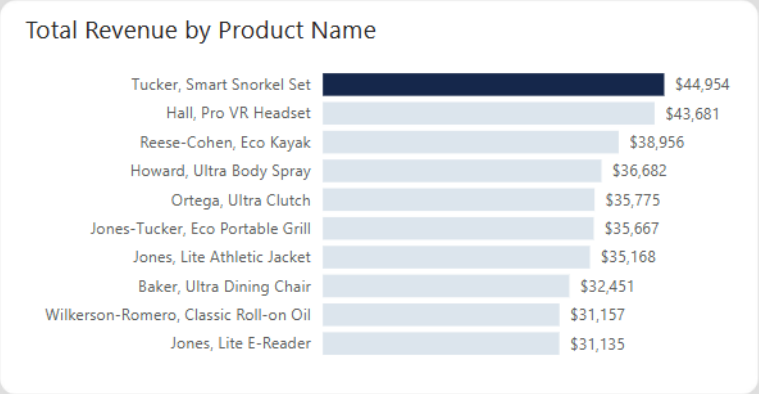 Total Revenue by Product Name
Tucker, Smart Snorkel Set $44,954
Hall, Pro VR Headset $43,681
Reese-Cohen, Eco Kayak $38,956
Howard, Ultra Body Spray $36,682
Ortega, Ultra Clutch $35,775
Jones-Tucker, Eco Portable Grill $35,667
Jones, Lite Athletic Jacket $35,168
Baker, Ultra Dining Chair $32,451
Wilkerson-Romero, Classic Roll-on Oil $31,157
Jones, Lite E-Reader $31,135